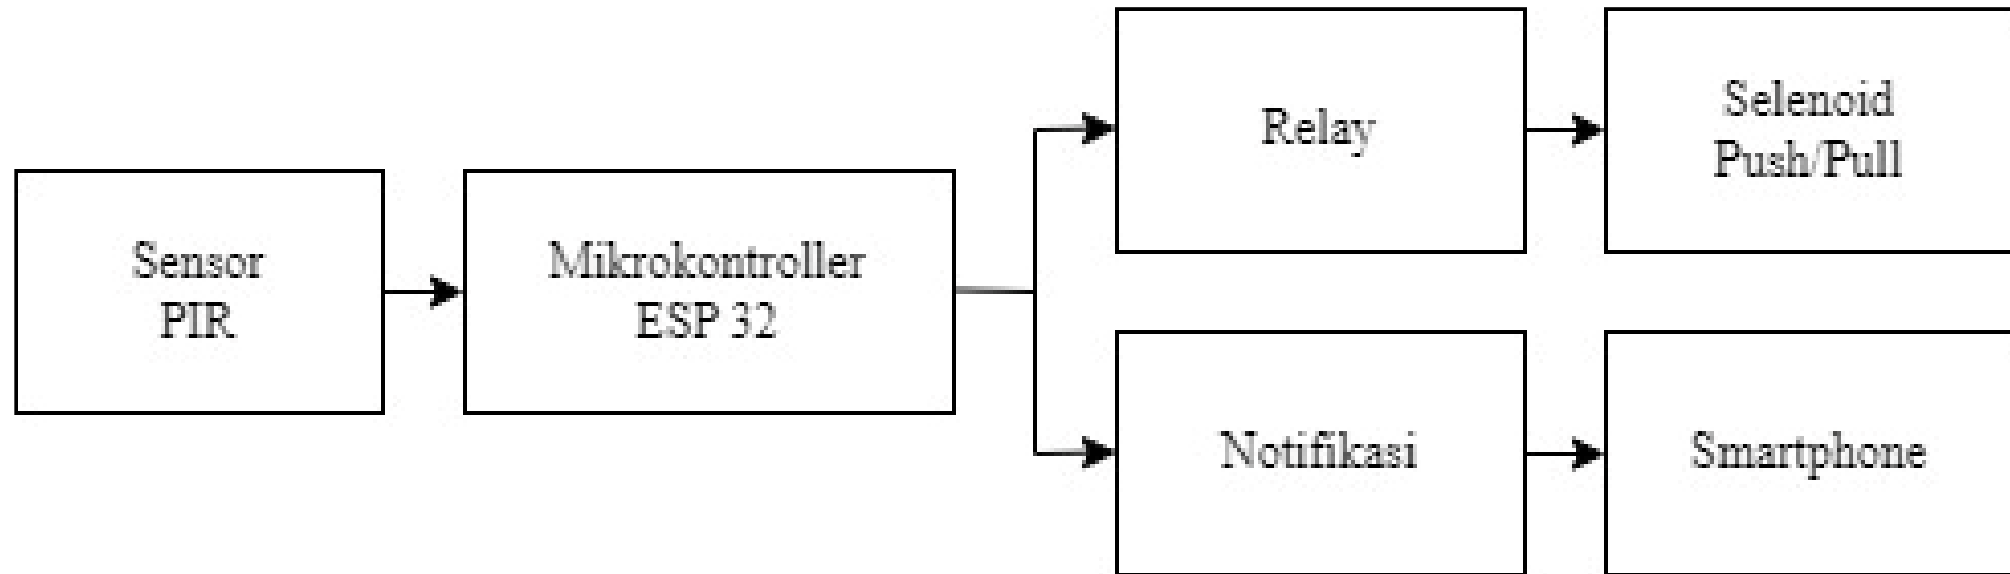 Sensor
PIR
Mikrokontroller
ESP 32
Relay
Selenoid
Push/Pull
Notifikasi
Smartphone